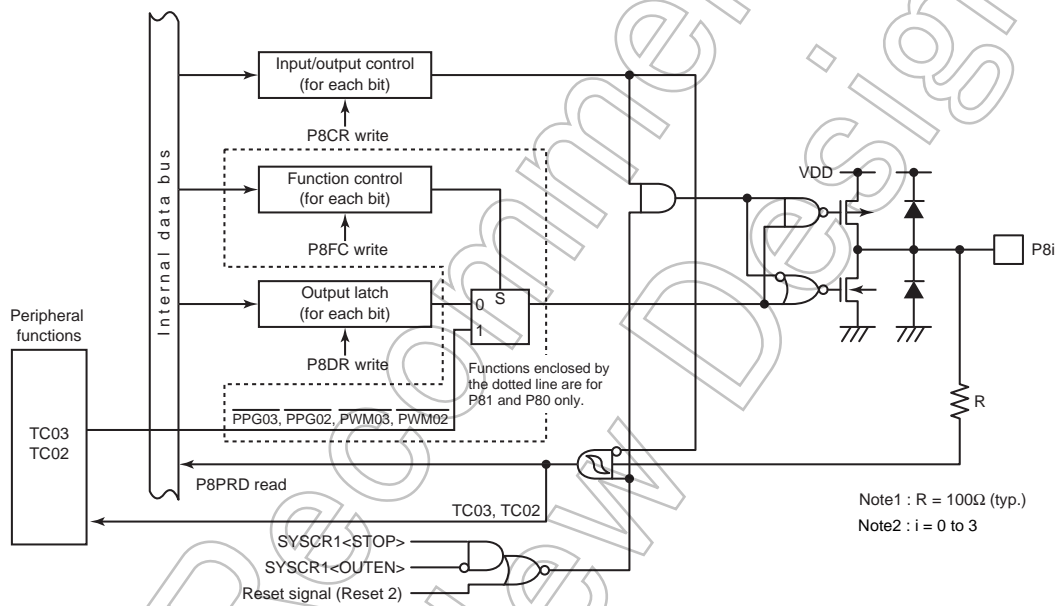 Input/output control
(for each bit)
P8CR write
Internal data bus
Function control
(for each bit)
P8FC write
VDD
P8i
Output latch
(for each bit)
P8DR write
S
0
1
Peripheral
functions
TC03
TC02
Functions enclosed by
the dotted line are for
P81 and P80 only.
PPG03, PPG02, PWM03, PWM02
R
P8PRD read
TC03, TC02
SYSCR1<STOP>
SYSCR1<OUTEN>
Reset signal (Reset 2)
Note1 : R = 100Ω (typ.)
Note2 : i = 0 to 3